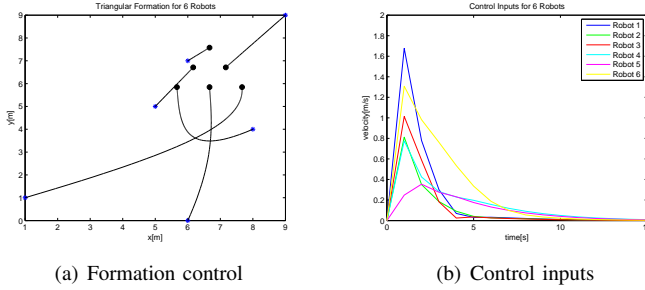 Triangular Formation for 6 Robots
y[m]
9
8
7
6
5
4
3
2
1
0
1 2 3 4 5 6 7 8 9
x[m]
(a) Formation control
Control Inputs for 6 Robots
velocity[m/s]
2
1.8
1.6
1.4
1.2
1
0.8
0.6
0.4
0.2
0
0 5 10 15
time[s]
Robot 1
Robot 2
Robot 3
Robot 4
Robot 5
Robot 6
(b) Control inputs